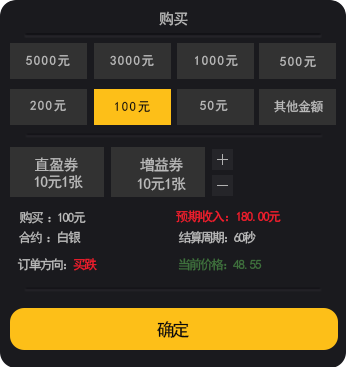 购买
5000元 3000元 1000元 500元
200元 100元 50元 其他金额
直盈券 增益券 +
10元1张 10元1张 —
购买 : 100元 预期收入 : 180.00元
合约 : 白银 结算周期: 60秒
订单方向: 买跌 当前价格: 48.55
确定